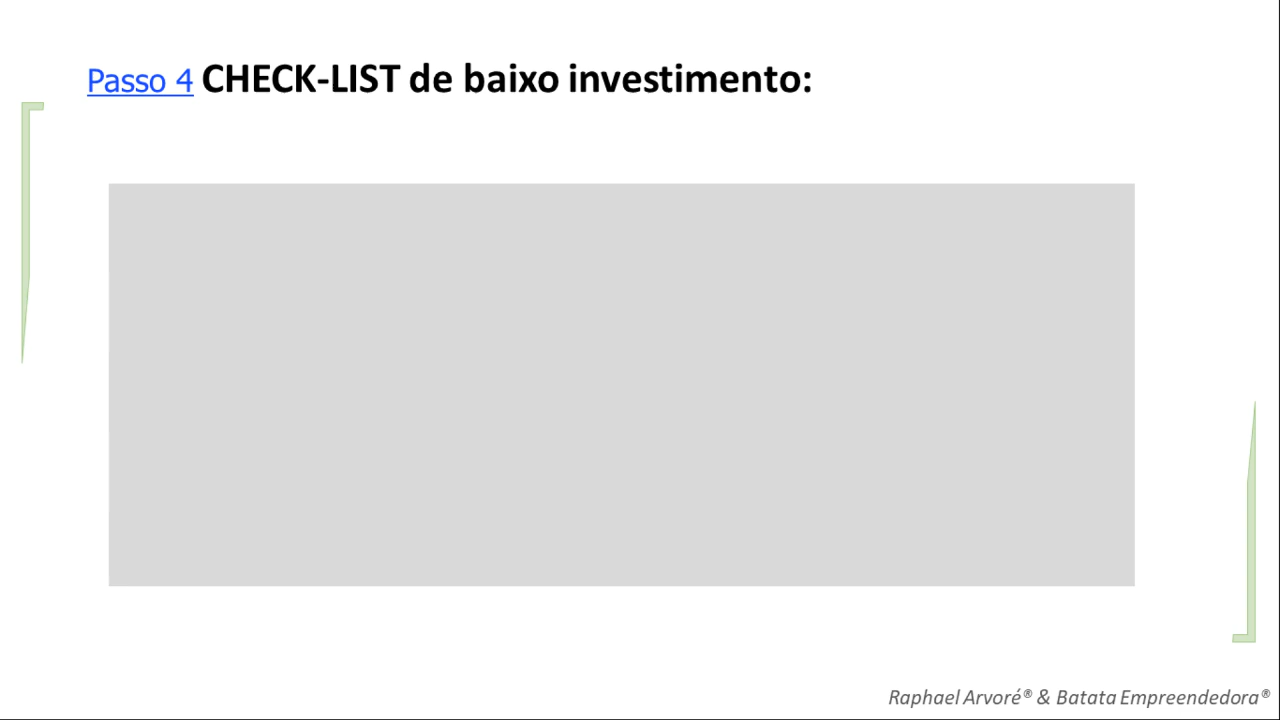 Passo 4 CHECK-LIST de baixo investimento:
Raphael Arvoré® & Batata Empreendedora®